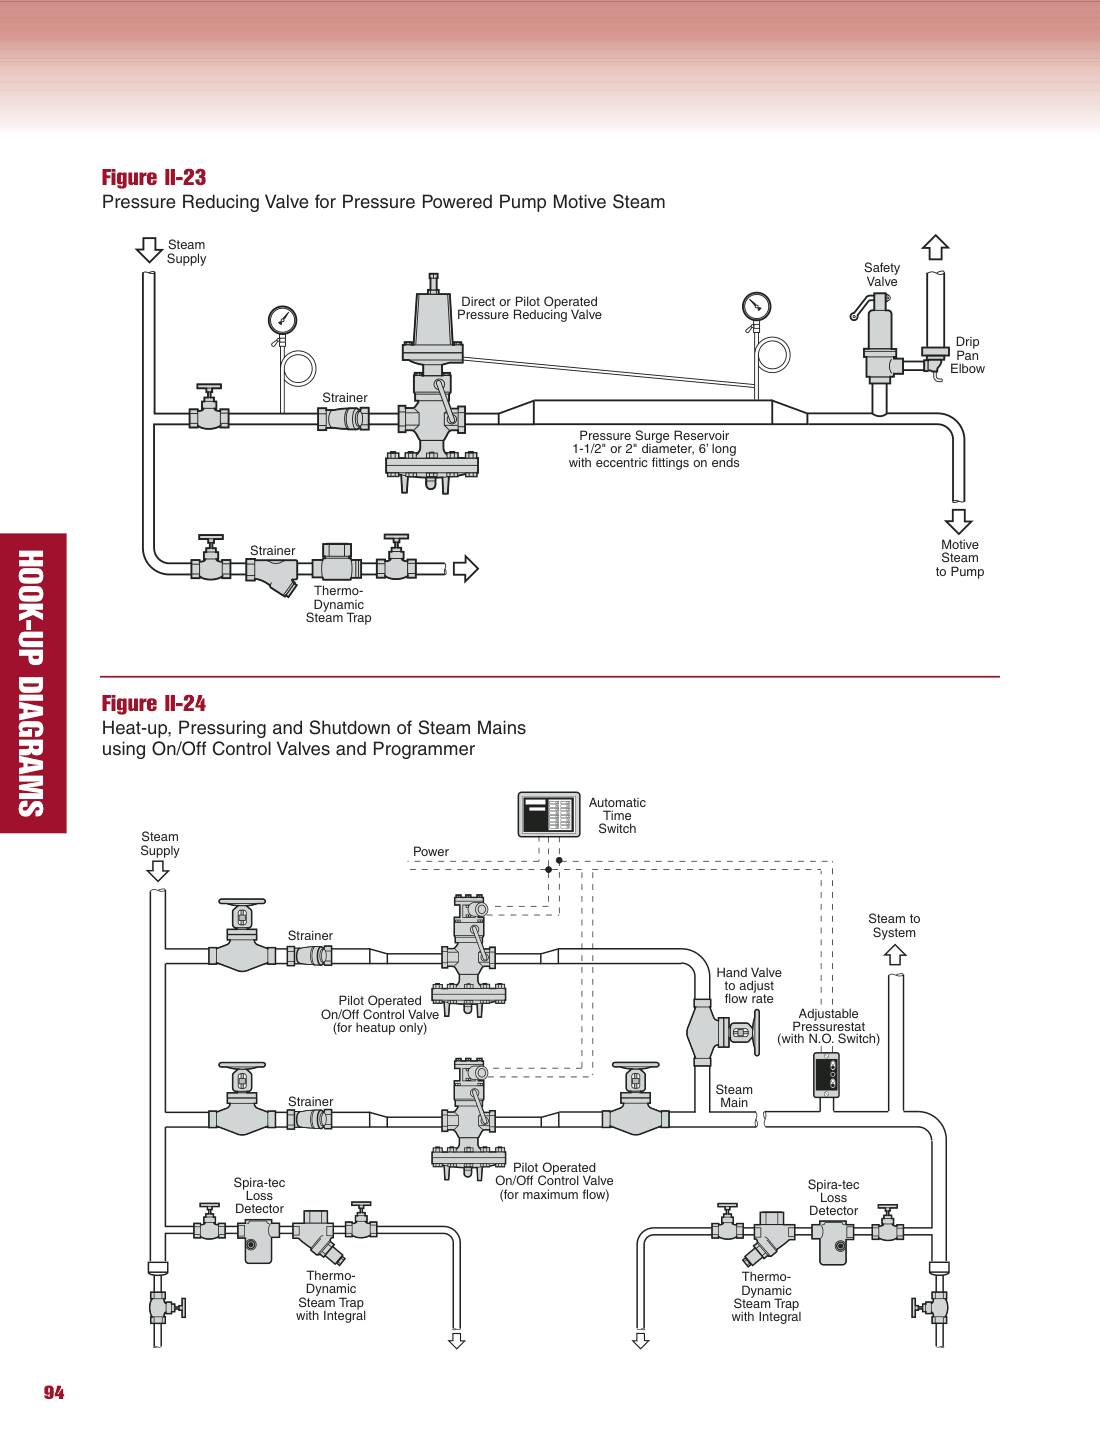 Figure II-23
Pressure Reducing Valve for Pressure Powered Pump Motive Steam
Steam
Supply
Safety
Valve
Direct or Pilot Operated
Pressure Reducing Valve
Drip
Pan
Elbow
Strainer
Pressure Surge Reservoir
1-1/2" or 2" diameter, 6' long
with eccentric fittings on ends
Motive
Steam
to Pump
Strainer
Thermo-
Dynamic
Steam Trap
HOOK-UP DIAGRAMS
Figure II-24
Heat-up, Pressuring and Shutdown of Steam Mains
using On/Off Control Valves and Programmer
Automatic
Time
Switch
Steam
Supply
Power
Steam to
System
Strainer
Hand Valve
to adjust
flow rate
Pilot Operated
On/Off Control Valve
(for heatup only)
Adjustable
Pressurestat
(with N.O. Switch)
Strainer
Steam
Main
Pilot Operated
On/Off Control Valve
(for maximum flow)
Spira-tec
Loss
Detector
Spira-tec
Loss
Detector
Thermo-
Dynamic
Steam Trap
with Integral
Thermo-
Dynamic
Steam Trap
with Integral
94